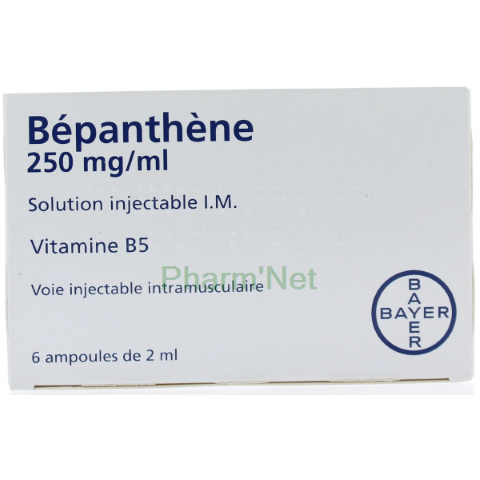 Bépanthène
250 mg/ml
Solution injectable I.M.
Vitamine B5
Pharm'Net
Voie injectable intramusculaire
BAYER
BAYER
6 ampoules de 2 ml